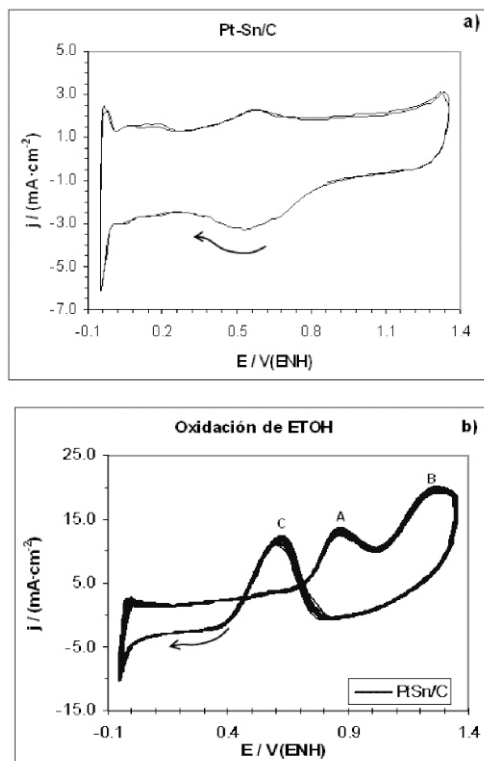 a)
Pt-Sn/C
5.0
3.0
1.0
-1.0
-3.0
-5.0
-7.0
j / (mA·cm⁻²)
-0.1 0.2 0.5 0.8 1.1 1.4
E / V(ENH)
Oxidación de ETOH b)
25.0
15.0
5.0
-5.0
-15.0
j / (mA·cm⁻²)
B
A
C
PtSn/C
-0.1 0.4 0.9 1.4
E / V(ENH)